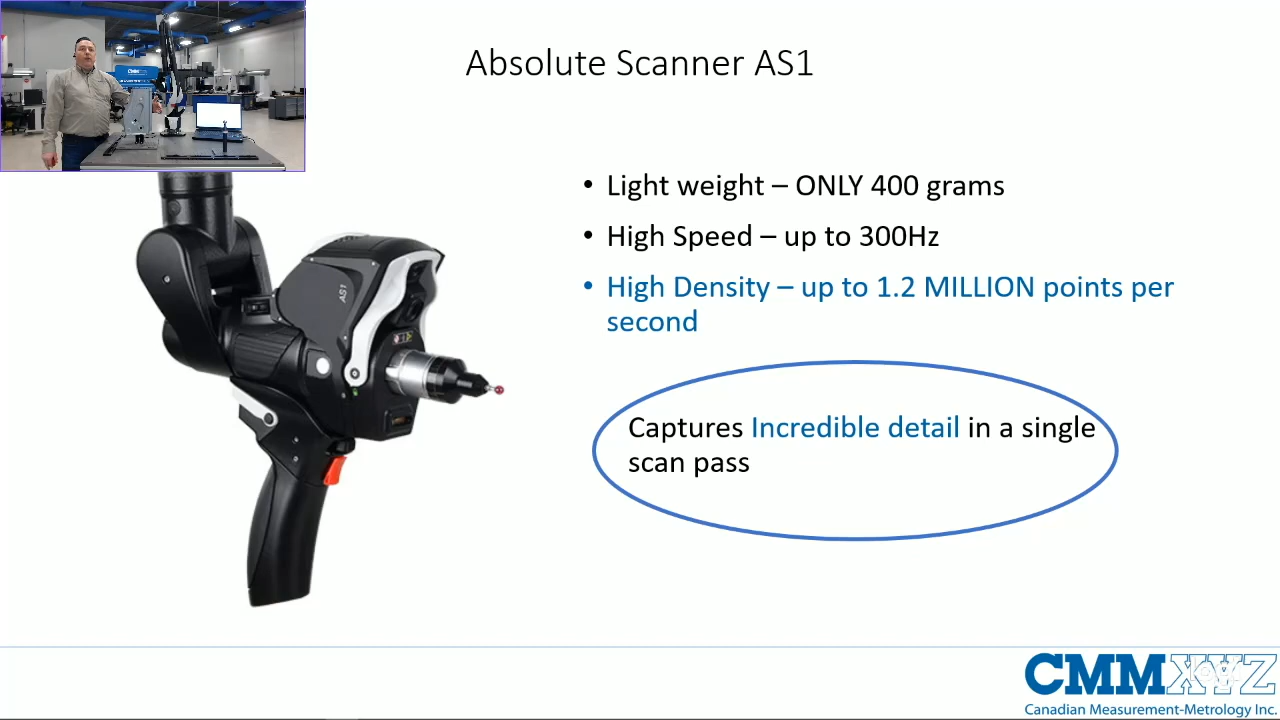 Absolute Scanner AS1
• Light weight – ONLY 400 grams
• High Speed – up to 300Hz
• High Density – up to 1.2 MILLION points per
second
AS1
Captures Incredible detail in a single
scan pass
CMMXYZ
Canadian Measurement-Metrology Inc.